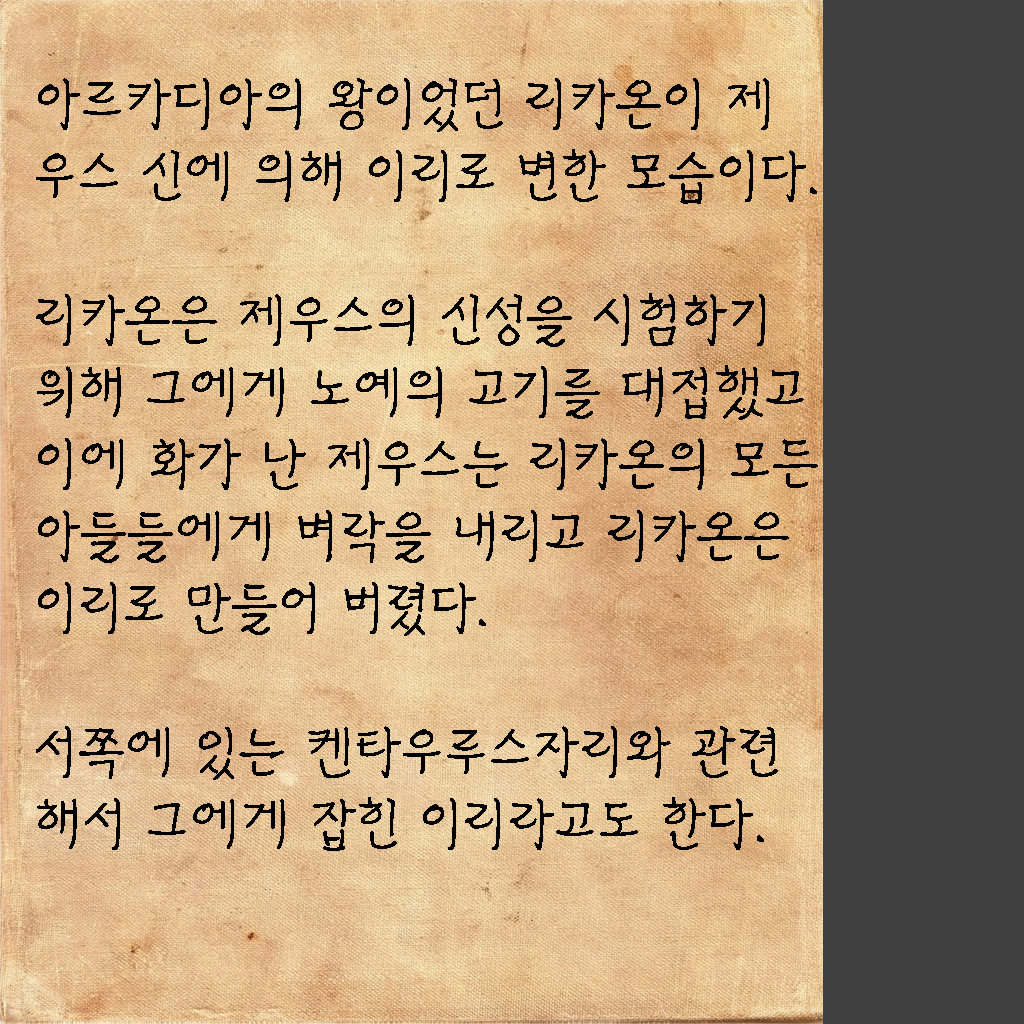 아르카디아의 왕이었던 리카온이 제
우스 신에 의해 이리로 변한 모습이다.
리카온은 제우스의 신성을 시험하기
위해 그에게 노예의 고기를 대접했고
이에 화가 난 제우스는 리카온의 모든
아들들에게 벼락을 내리고 리카온은
이리로 만들어 버렸다.
서쪽에 있는 켄타우루스자리와 관련
해서 그에게 잡힌 이리라고도 한다.